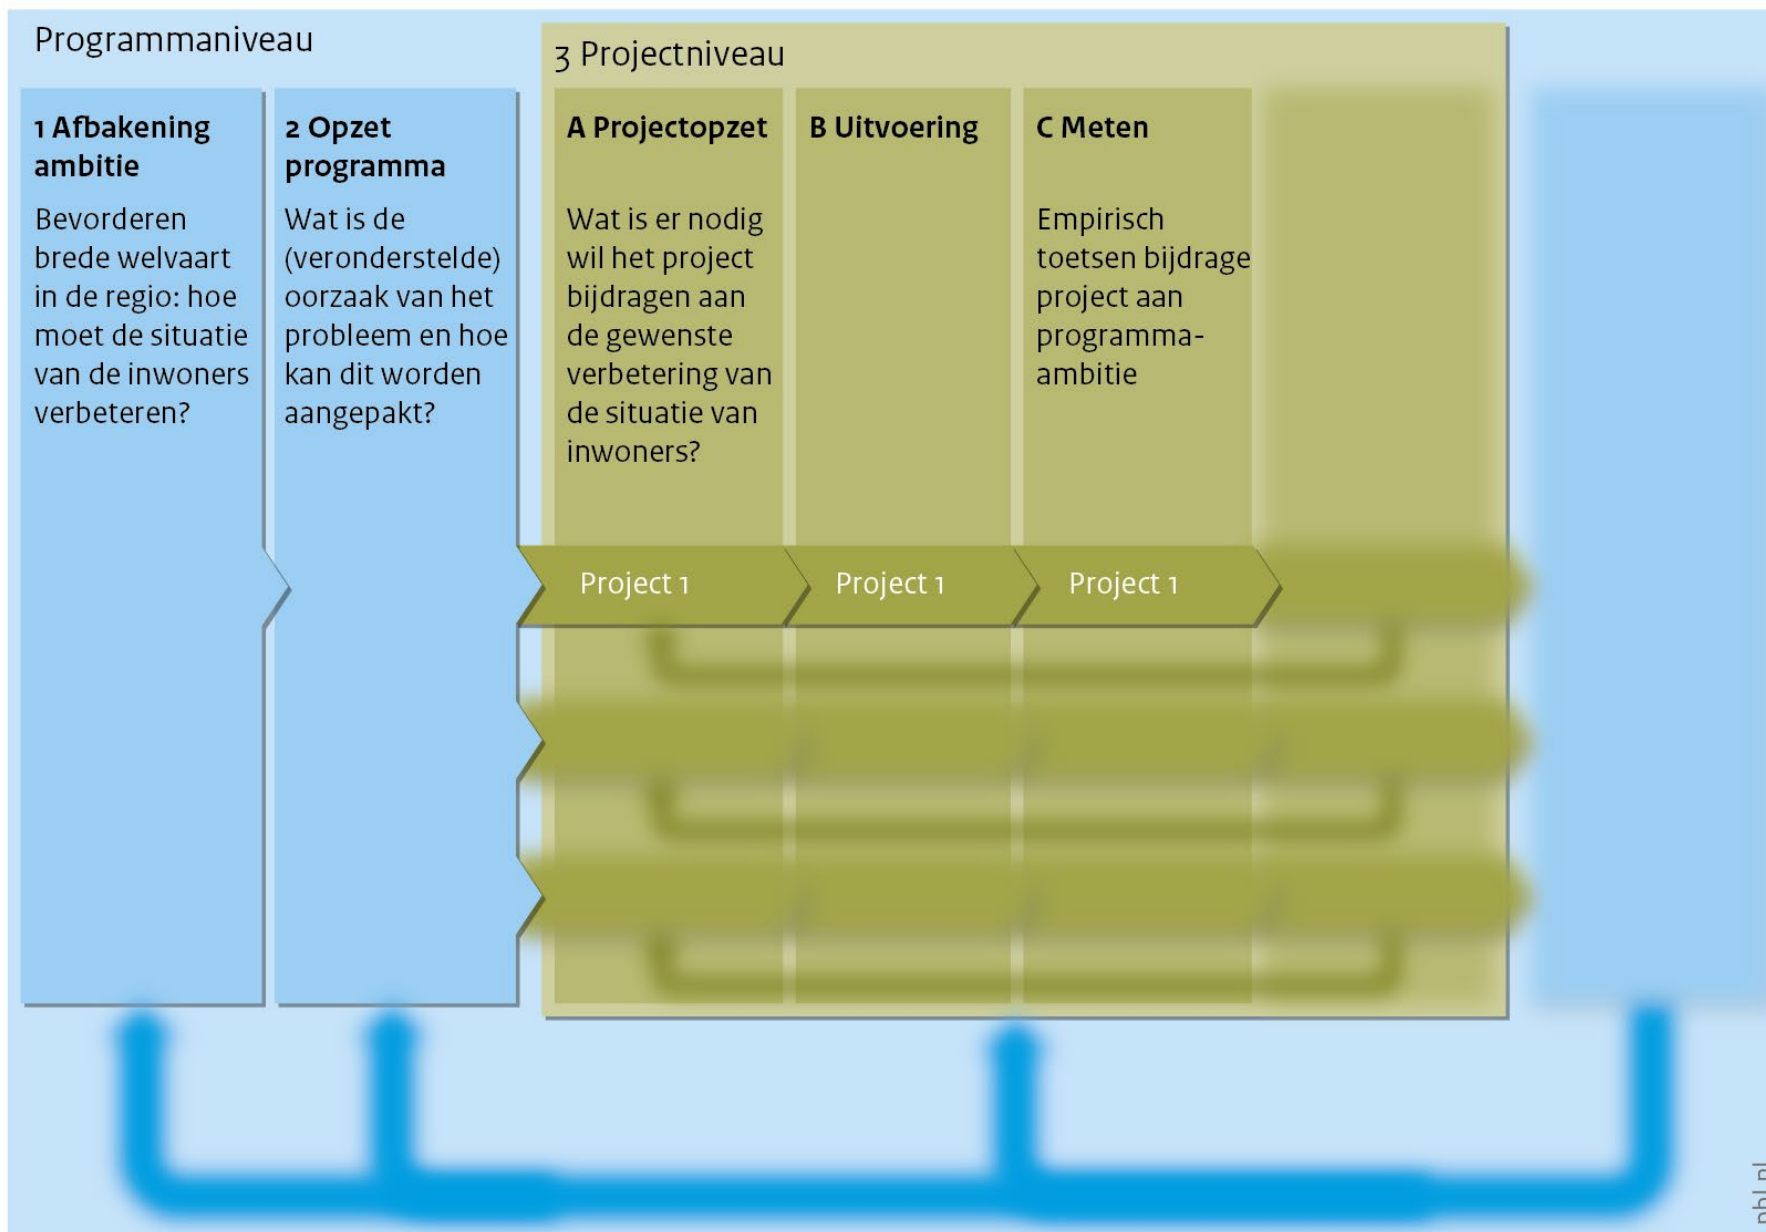 Programmaniveau
3 Projectniveau
1 Afbakening
ambitie
Bevorderen
brede welvaart
in de regio: hoe
moet de situatie
van de inwoners
verbeteren?
2 Opzet
programma
Wat is de
(veronderstelde)
oorzaak van het
probleem en hoe
kan dit worden
aangepakt?
A Projectopzet
Wat is er nodig
wil het project
bijdragen aan
de gewenste
verbetering van
de situatie van
inwoners?
B Uitvoering
C Meten
Empirisch
toetsen bijdrage
project aan
programma-
ambitie
Project 1
Project 1
Project 1
pbl.nl